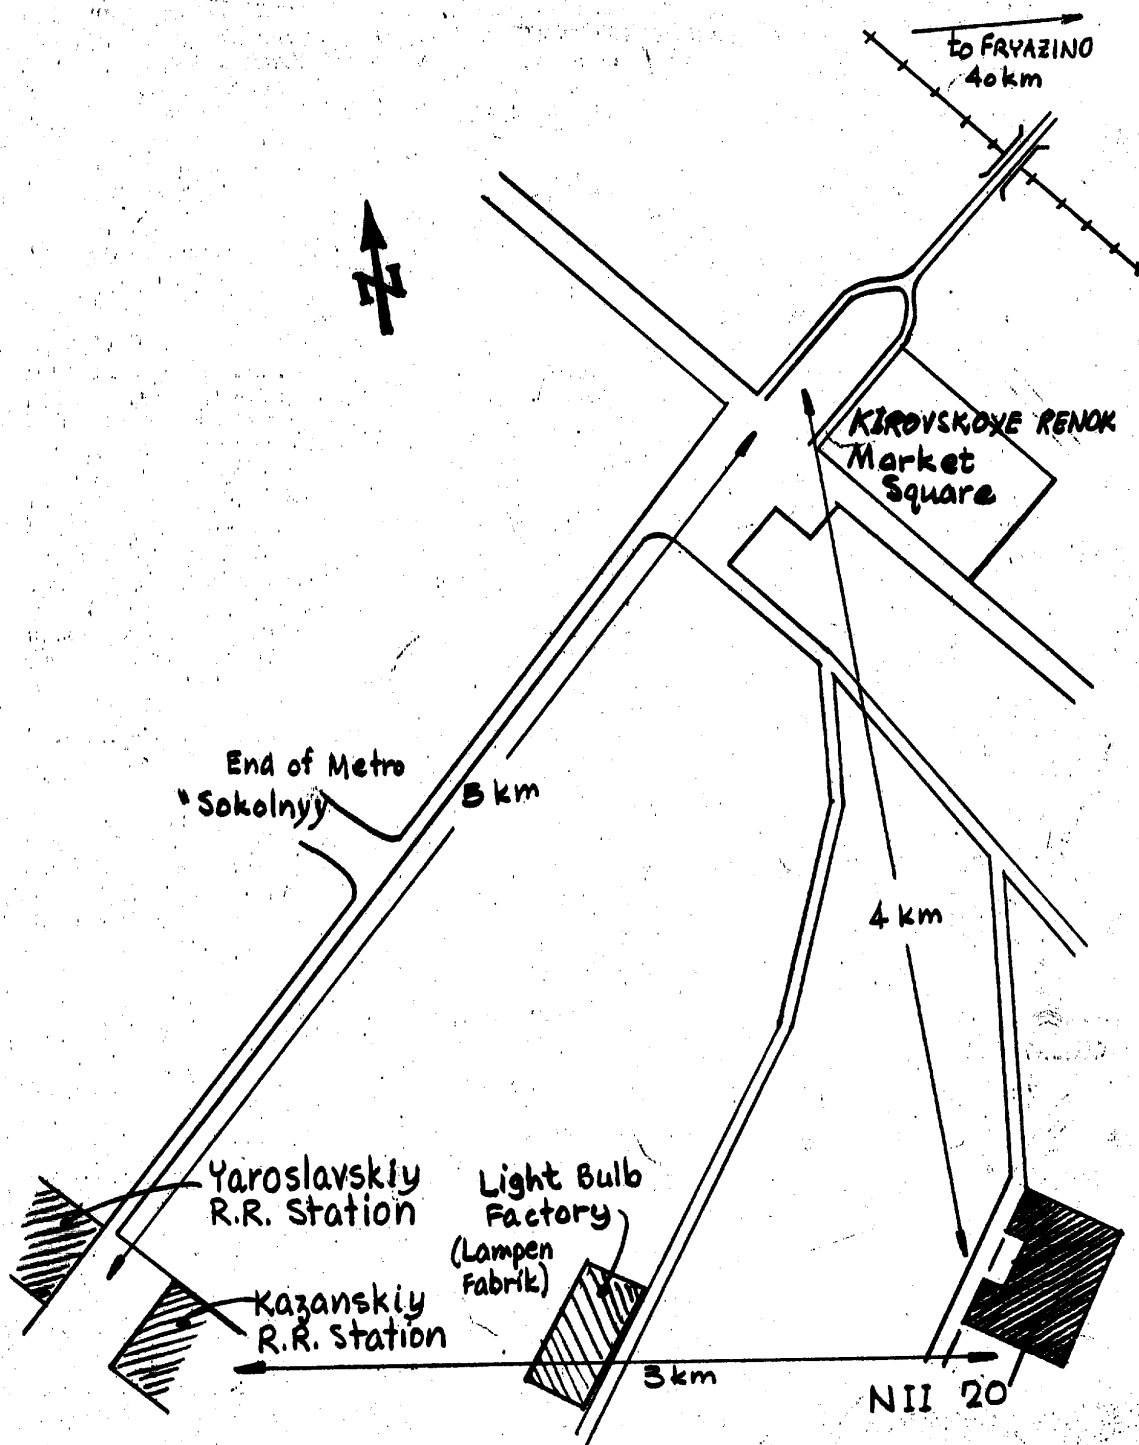 to FRYAZINO
40km
N
KIROVSKOYE RENOK
Market
Square
End of Metro
"Sokolnyy
5 km
4 km
Yaroslavskiy
R.R. Station
Light Bulb
Factory
(Lampen
Fabrik)
Kazanskiy
R.R. Station
3km
NII 20